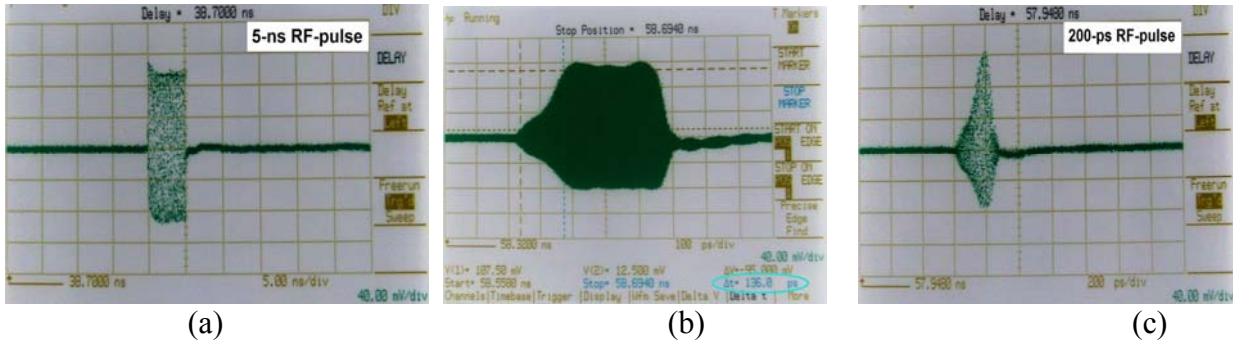 Delay = 38.7000 ns
DIV
5-ns RF-pulse
DELAY
Delay
Ref at
Left
Freerun
Sweep
38.7000 ns
5.00 ns/div
40.00 mV/div
(a)
hp Running
T Markers
Stop Position = 58.6940 ns
START
MARKER
STOP
MARKER
START ON
EDGE
STOP ON
EDGE
Precise
Edge
Find
58.3200 ns
100 ps/div
40.00 mV/div
V(1)= 107.50 mV
V(2)= 12.500 mV
ΔV=-95.000 mV
Start= 58.5580 ns
Stop= 58.6940 ns
Δt= 136.0 ps
Channels|Timebase|Trigger |Display |Wfm Save|Delta V |Delta t | More
(b)
Delay = 57.9480 ns
DIV
200-ps RF-pulse
DELAY
Delay
Ref at
Left
Freerun
Sweep
57.9480 ns
200 ps/div
40.00 mV/div
(c)